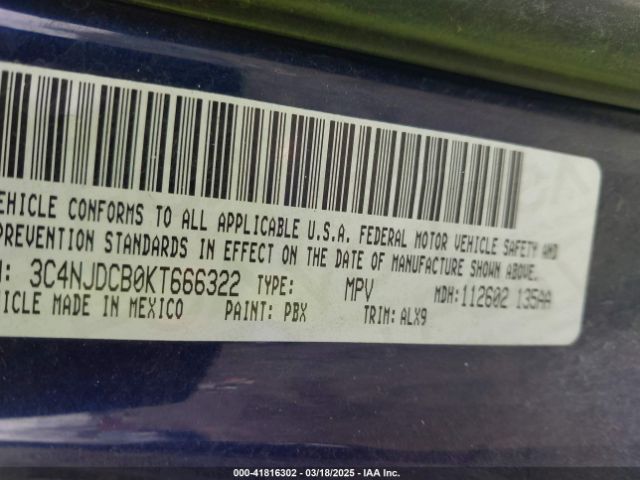 EHICLE CONFORMS TO ALL APPLICABLE U.S.A. FEDERAL MOTOR VEHICLE SAFETY AND
PREVENTION STANDARDS IN EFFECT ON THE DATE OF MANUFACTURE SHOWN ABOVE.
N: 3C4NJDCB0KT666322 TYPE: MPV MDH:112602 135AA
HICLE MADE IN MEXICO PAINT: PBX TRIM:ALX9
000-41816302 - 03/18/2025 - IAA Inc.